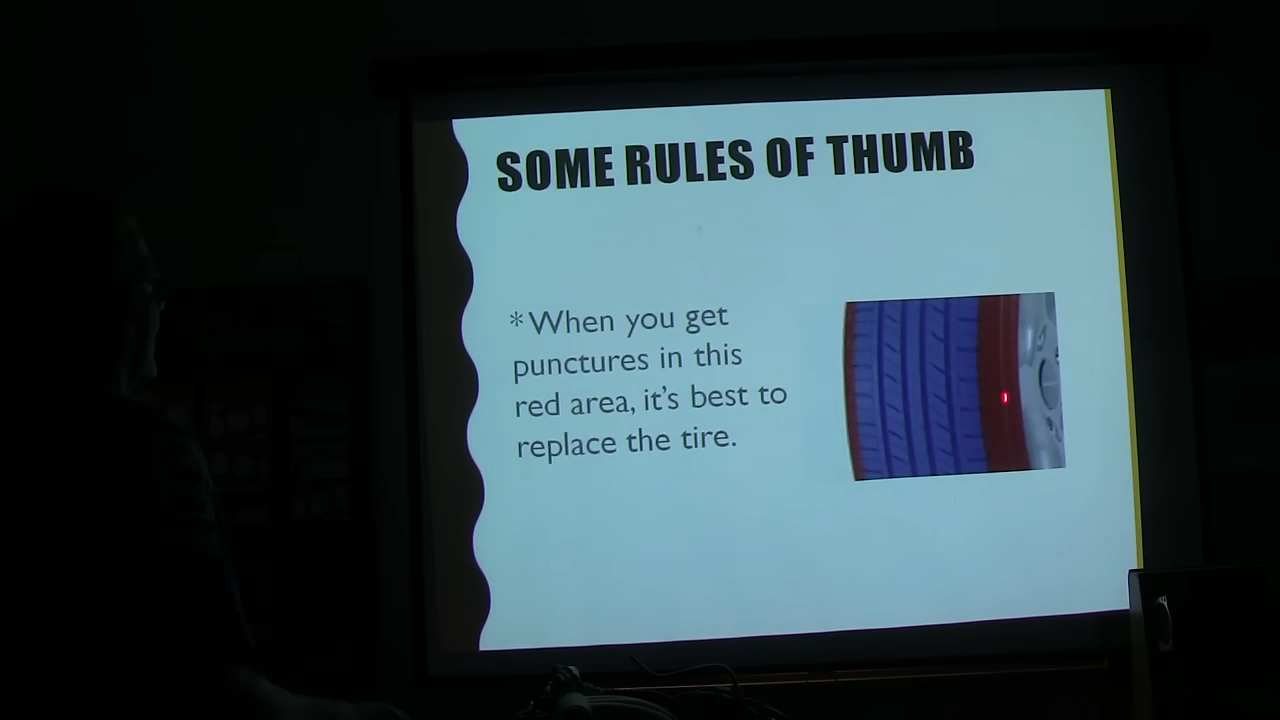 SOME RULES OF THUMB
*When you get
punctures in this
red area, it's best to
replace the tire.